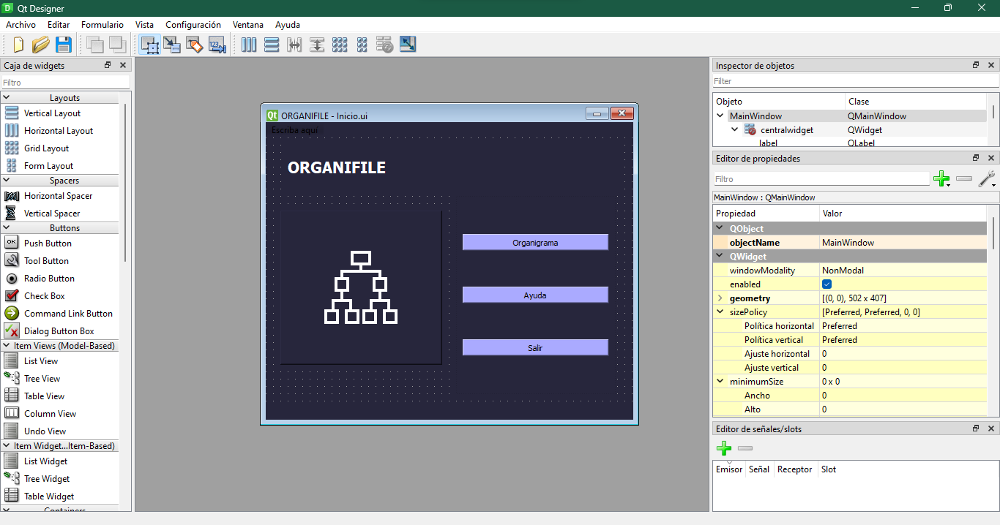 Qt Designer
Archivo Editar Formulario Vista Configuración Ventana Ayuda
Caja de widgets
Filtro
Layouts
Vertical Layout
Horizontal Layout
Grid Layout
Form Layout
Spacers
Horizontal Spacer
Vertical Spacer
Buttons
OK Push Button
Tool Button
Radio Button
Check Box
Command Link Button
Dialog Button Box
Item Views (Model-Based)
List View
Tree View
Table View
Column View
Undo View
Item Widget...Item-Based)
List Widget
Tree Widget
Table Widget
Containers
Qt ORGANIFILE - Inicio.ui
Escriba aquí
ORGANIFILE
Organigrama
Ayuda
Salir
Inspector de objetos
Filter
Objeto Clase
MainWindow QMainWindow
centralwidget QWidget
label QLabel
Editor de propiedades
Filtro
MainWindow : QMainWindow
Propiedad Valor
QObject
objectName MainWindow
QWidget
windowModality NonModal
enabled
geometry [(0, 0), 502 x 407]
sizePolicy [Preferred, Preferred, 0, 0]
Política horizontal Preferred
Política vertical Preferred
Ajuste horizontal 0
Ajuste vertical 0
minimumSize 0 x 0
Ancho 0
Alto 0
Editor de señales/slots
Emisor Señal Receptor Slot